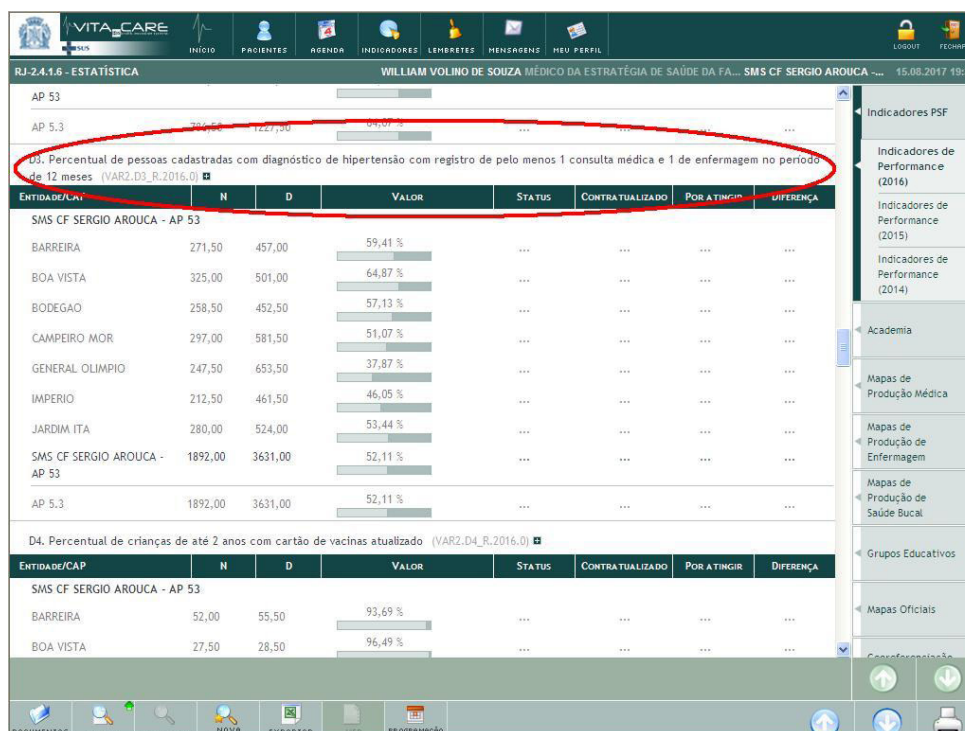 VITA CARE
SUS
INÍCIO PACIENTES AGENDA INDICADORES LEMBRETES MENSAGENS MEU PERFIL LOGOUT FECHAR
RJ-2.4.1.6 - ESTATÍSTICA WILLIAM VOLINO DE SOUZA MÉDICO DA ESTRATÉGIA DE SAÚDE DA FA... SMS CF SERGIO AROUCA -... 15.08.2017 19:
AP 53
AP 5.3 1227,50 ... ... ... ...
D3. Percentual de pessoas cadastradas com diagnóstico de hipertensão com registro de pelo menos 1 consulta médica e 1 de enfermagem no período
de 12 meses (VAR2.D3_R.2016.0)
ENTIDADE/CAP N D VALOR STATUS CONTRATUALIZADO POR ATINGIR DIFERENÇA
SMS CF SERGIO AROUCA - AP 53
BARREIRA 271,50 457,00 59,41 % ... ... ... ...
BOA VISTA 325,00 501,00 64,87 % ... ... ... ...
BODEGAO 258,50 452,50 57,13 % ... ... ... ...
CAMPEIRO MOR 297,00 581,50 51,07 % ... ... ... ...
GENERAL OLIMPIO 247,50 653,50 37,87 % ... ... ... ...
IMPERIO 212,50 461,50 46,05 % ... ... ... ...
JARDIM ITA 280,00 524,00 53,44 % ... ... ... ...
SMS CF SERGIO AROUCA - 1892,00 3631,00 52,11 % ... ... ... ...
AP 53
AP 5.3 1892,00 3631,00 52,11 % ... ... ... ...
D4. Percentual de crianças de até 2 anos com cartão de vacinas atualizado (VAR2.D4_R.2016.0)
ENTIDADE/CAP N D VALOR STATUS CONTRATUALIZADO POR ATINGIR DIFERENÇA
SMS CF SERGIO AROUCA - AP 53
BARREIRA 52,00 55,50 93,69 % ... ... ... ...
BOA VISTA 27,50 28,50 96,49 % ... ... ... ...
Indicadores PSF
Indicadores de
Performance
(2016)
Indicadores de
Performance
(2015)
Indicadores de
Performance
(2014)
Academia
Mapas de
Produção Médica
Mapas de
Produção de
Enfermagem
Mapas de
Produção de
Saúde Bucal
Grupos Educativos
Mapas Oficiais